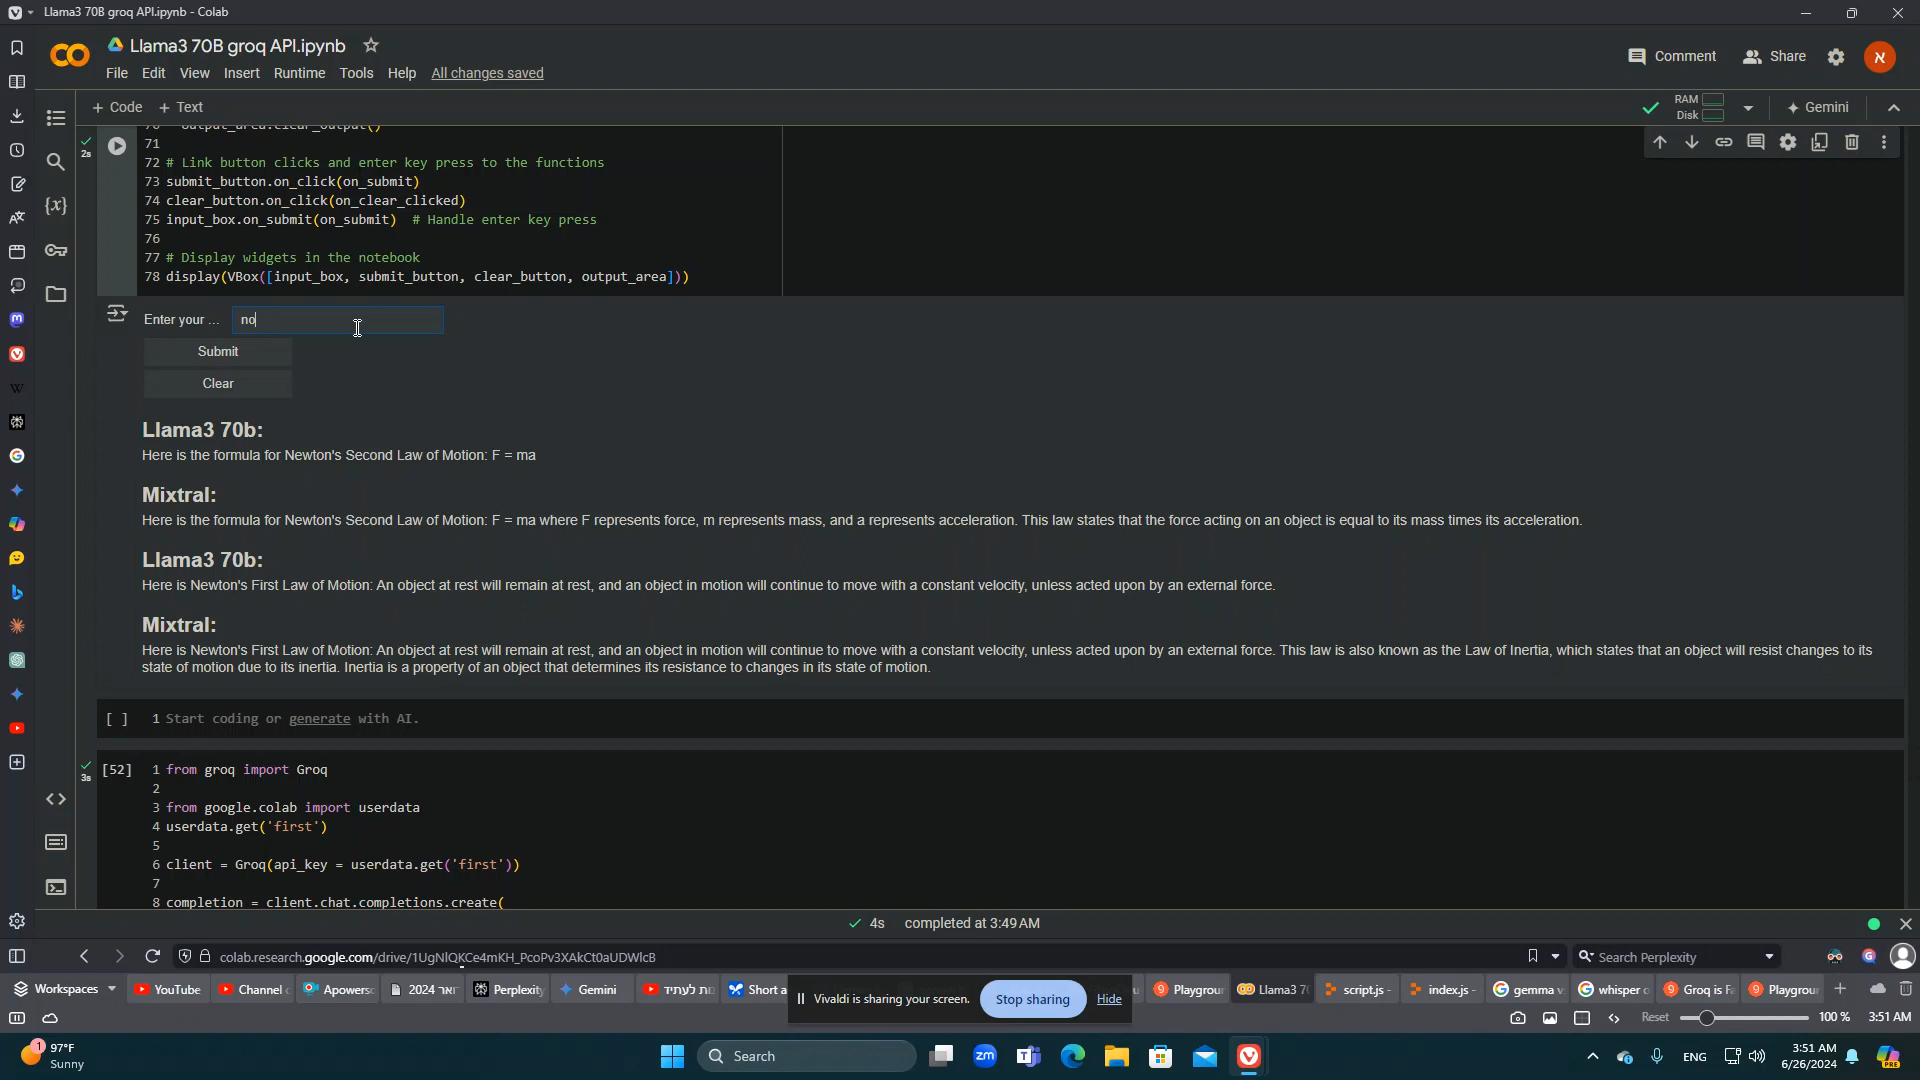 Llama3 70B groq API.ipynb - Colab
Llama3 70B groq API.ipynb
File Edit View Insert Runtime Tools Help All changes saved
Comment Share א
+ Code + Text
RAM Disk Gemini
2s
70 output_area.clear_output()
71
72 # Link button clicks and enter key press to the functions
73 submit_button.on_click(on_submit)
74 clear_button.on_click(on_clear_clicked)
75 input_box.on_submit(on_submit)  # Handle enter key press
76
77 # Display widgets in the notebook
78 display(VBox([input_box, submit_button, clear_button, output_area]))
Enter your ... no
Submit
Clear
Llama3 70b:
Here is the formula for Newton's Second Law of Motion: F = ma
Mixtral:
Here is the formula for Newton's Second Law of Motion: F = ma where F represents force, m represents mass, and a represents acceleration. This law states that the force acting on an object is equal to its mass times its acceleration.
Llama3 70b:
Here is Newton's First Law of Motion: An object at rest will remain at rest, and an object in motion will continue to move with a constant velocity, unless acted upon by an external force.
Mixtral:
Here is Newton's First Law of Motion: An object at rest will remain at rest, and an object in motion will continue to move with a constant velocity, unless acted upon by an external force. This law is also known as the Law of Inertia, which states that an object will resist changes to its
state of motion due to its inertia. Inertia is a property of an object that determines its resistance to changes in its state of motion.
[ ] 1 Start coding or generate with AI.
3s [52] 1 from groq import Groq
2
3 from google.colab import userdata
4 userdata.get('first')
5
6 client = Groq(api_key = userdata.get('first'))
7
8 completion = client.chat.completions.create(
4s completed at 3:49 AM
colab.research.google.com/drive/1UgNlQKCe4mKH_PcoPv3XAkCt0aUDWlcB Search Perplexity
Workspaces YouTube Channel Apowers 2024 ואר Perplexity Gemini ות לעתיד Short a Playgrour Llama3 70 script.js - index.js - gemma v whisper o Groq is Fa Playgrour
Vivaldi is sharing your screen. Stop sharing Hide
Reset 100 % 3:51 AM
1 97°F
Sunny
Search
zm
ENG
3:51 AM
6/26/2024
PRE